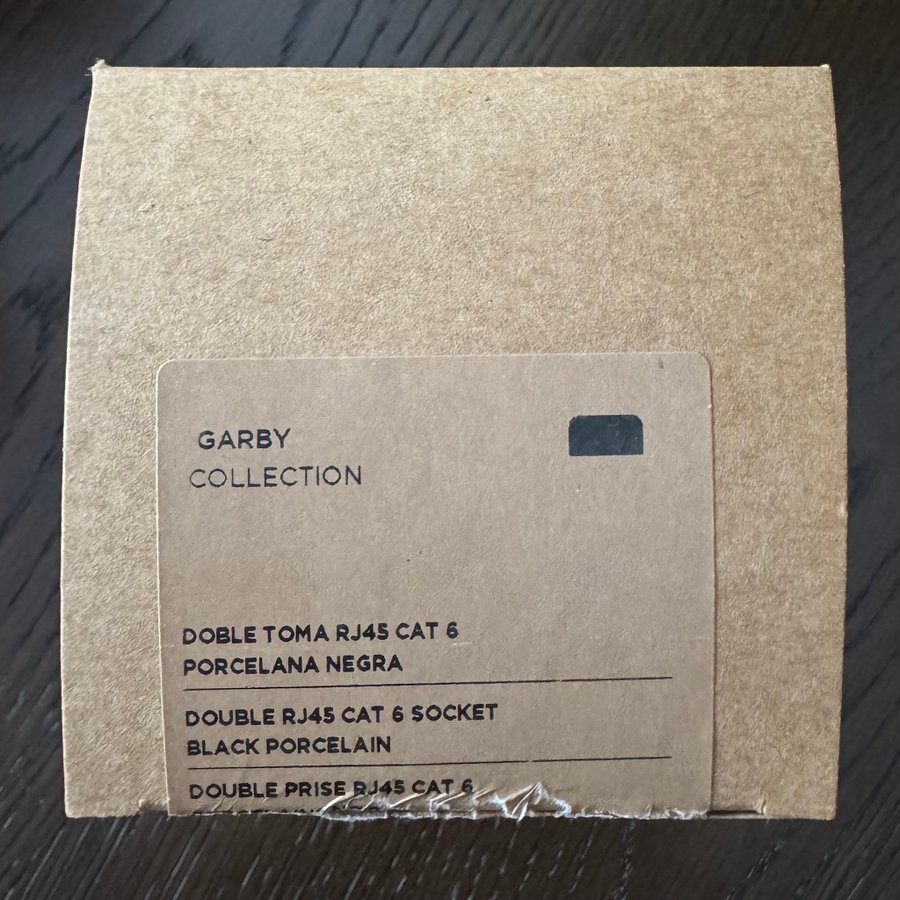 GARBY
COLLECTION
DOBLE TOMA RJ45 CAT 6
PORCELANA NEGRA
DOUBLE RJ45 CAT 6 SOCKET
BLACK PORCELAIN
DOUBLE PRISE RJ45 CAT 6